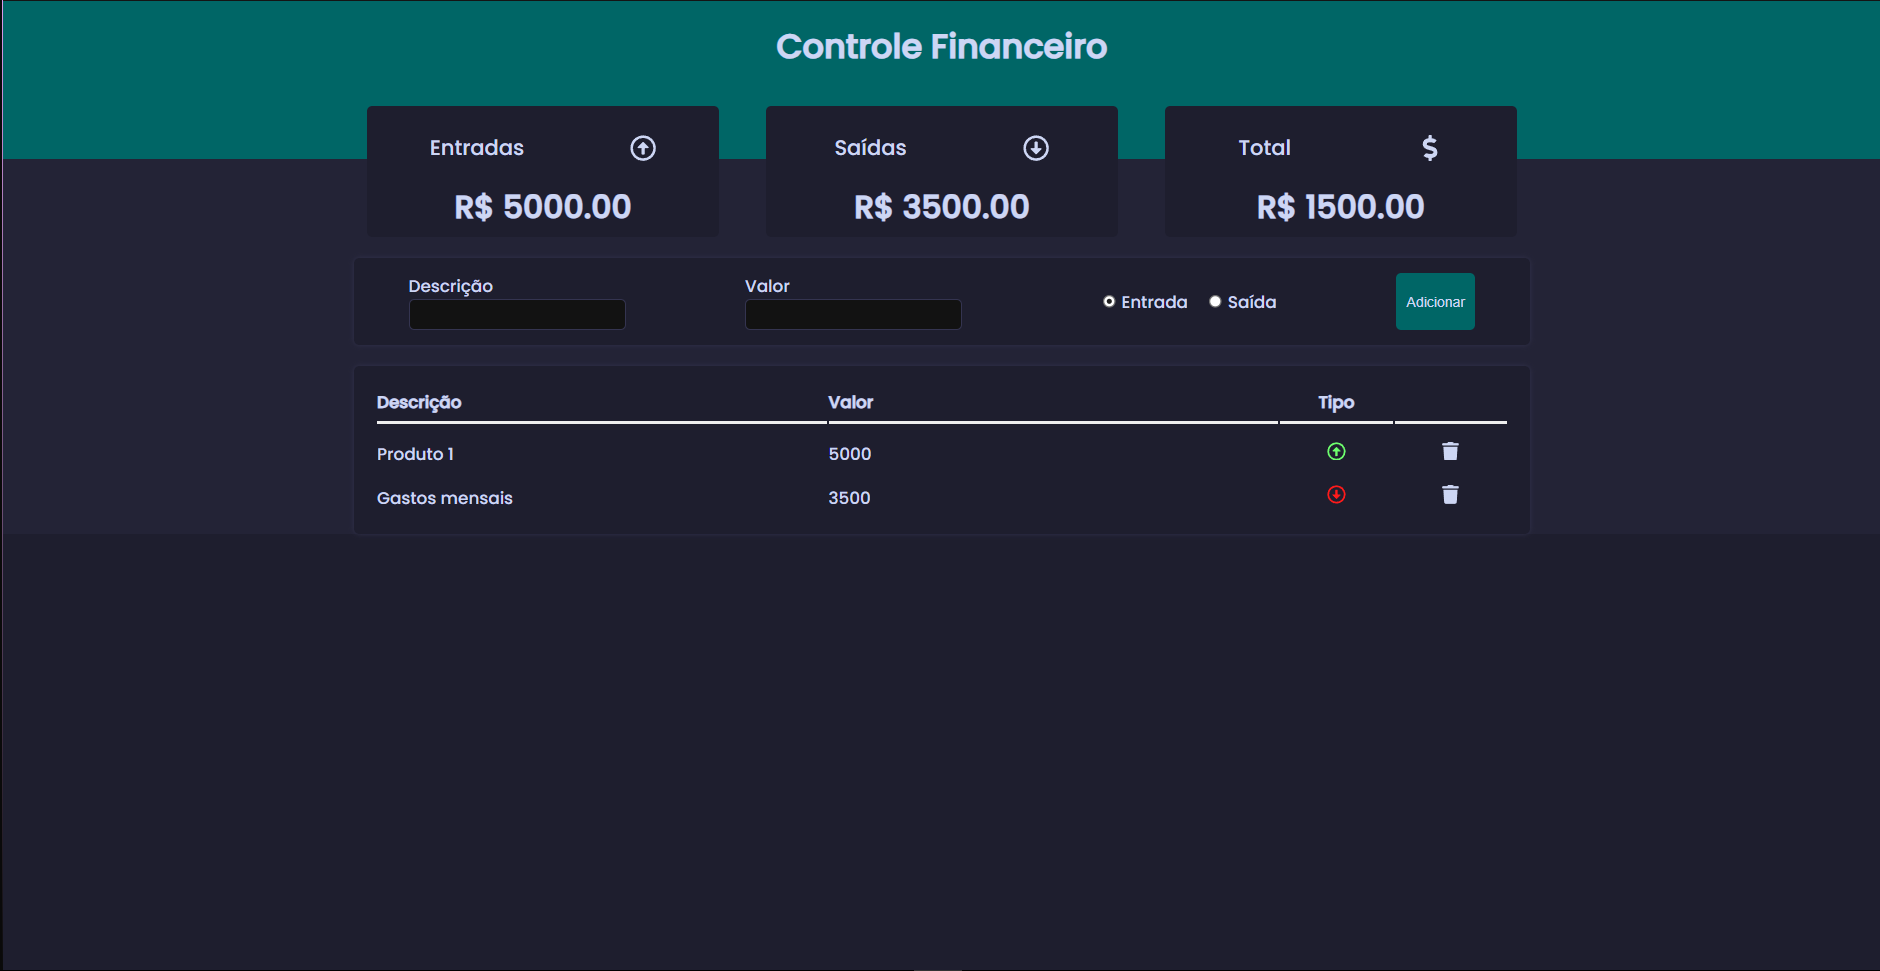 Controle Financeiro
Entradas
R$ 5000.00
Saídas
R$ 3500.00
Total
$
R$ 1500.00
Descrição
Valor
Entrada
Saída
Adicionar
Descrição Valor Tipo
Produto 1 5000
Gastos mensais 3500